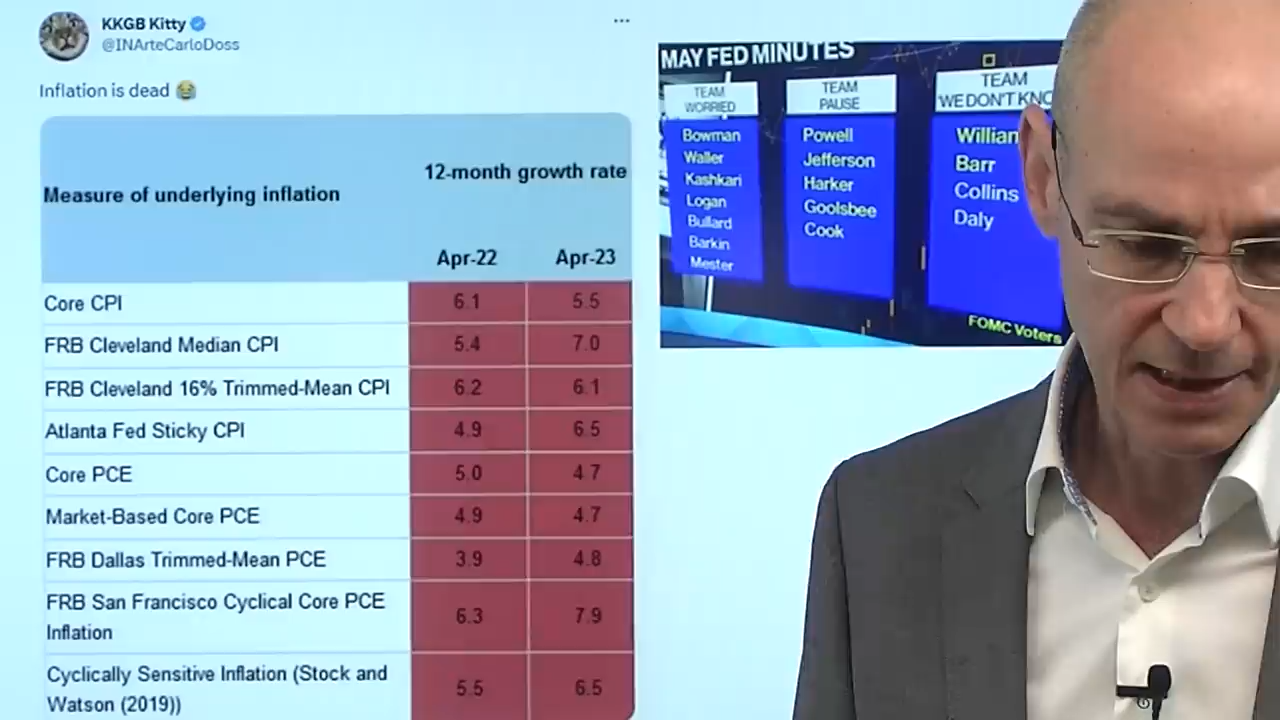 KKGB Kitty
@INArteCarloDoss
Inflation is dead 😂
Measure of underlying inflation
12-month growth rate
Apr-22 Apr-23
Core CPI 6.1 5.5
FRB Cleveland Median CPI 5.4 7.0
FRB Cleveland 16% Trimmed-Mean CPI 6.2 6.1
Atlanta Fed Sticky CPI 4.9 6.5
Core PCE 5.0 4.7
Market-Based Core PCE 4.9 4.7
FRB Dallas Trimmed-Mean PCE 3.9 4.8
FRB San Francisco Cyclical Core PCE
Inflation 6.3 7.9
Cyclically Sensitive Inflation (Stock and
Watson (2019)) 5.5 6.5
MAY FED MINUTES
TEAM
WORRIED
Bowman
Waller
Kashkari
Logan
Bullard
Barkin
Mester
TEAM
PAUSE
Powell
Jefferson
Harker
Goolsbee
Cook
TEAM
'WE DON'T KNO
Willian
Barr
Collins
Daly
FOMC Voters